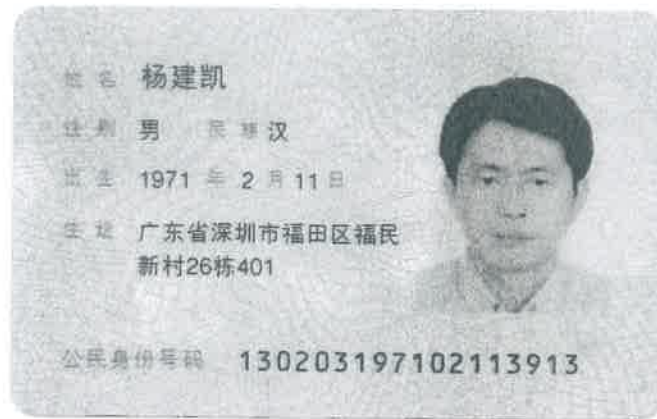 姓名 杨建凯
性别 男 民族 汉
出生 1971 年 2 月 11 日
住址 广东省深圳市福田区福民
新村26栋401
公民身份号码 130203197102113913